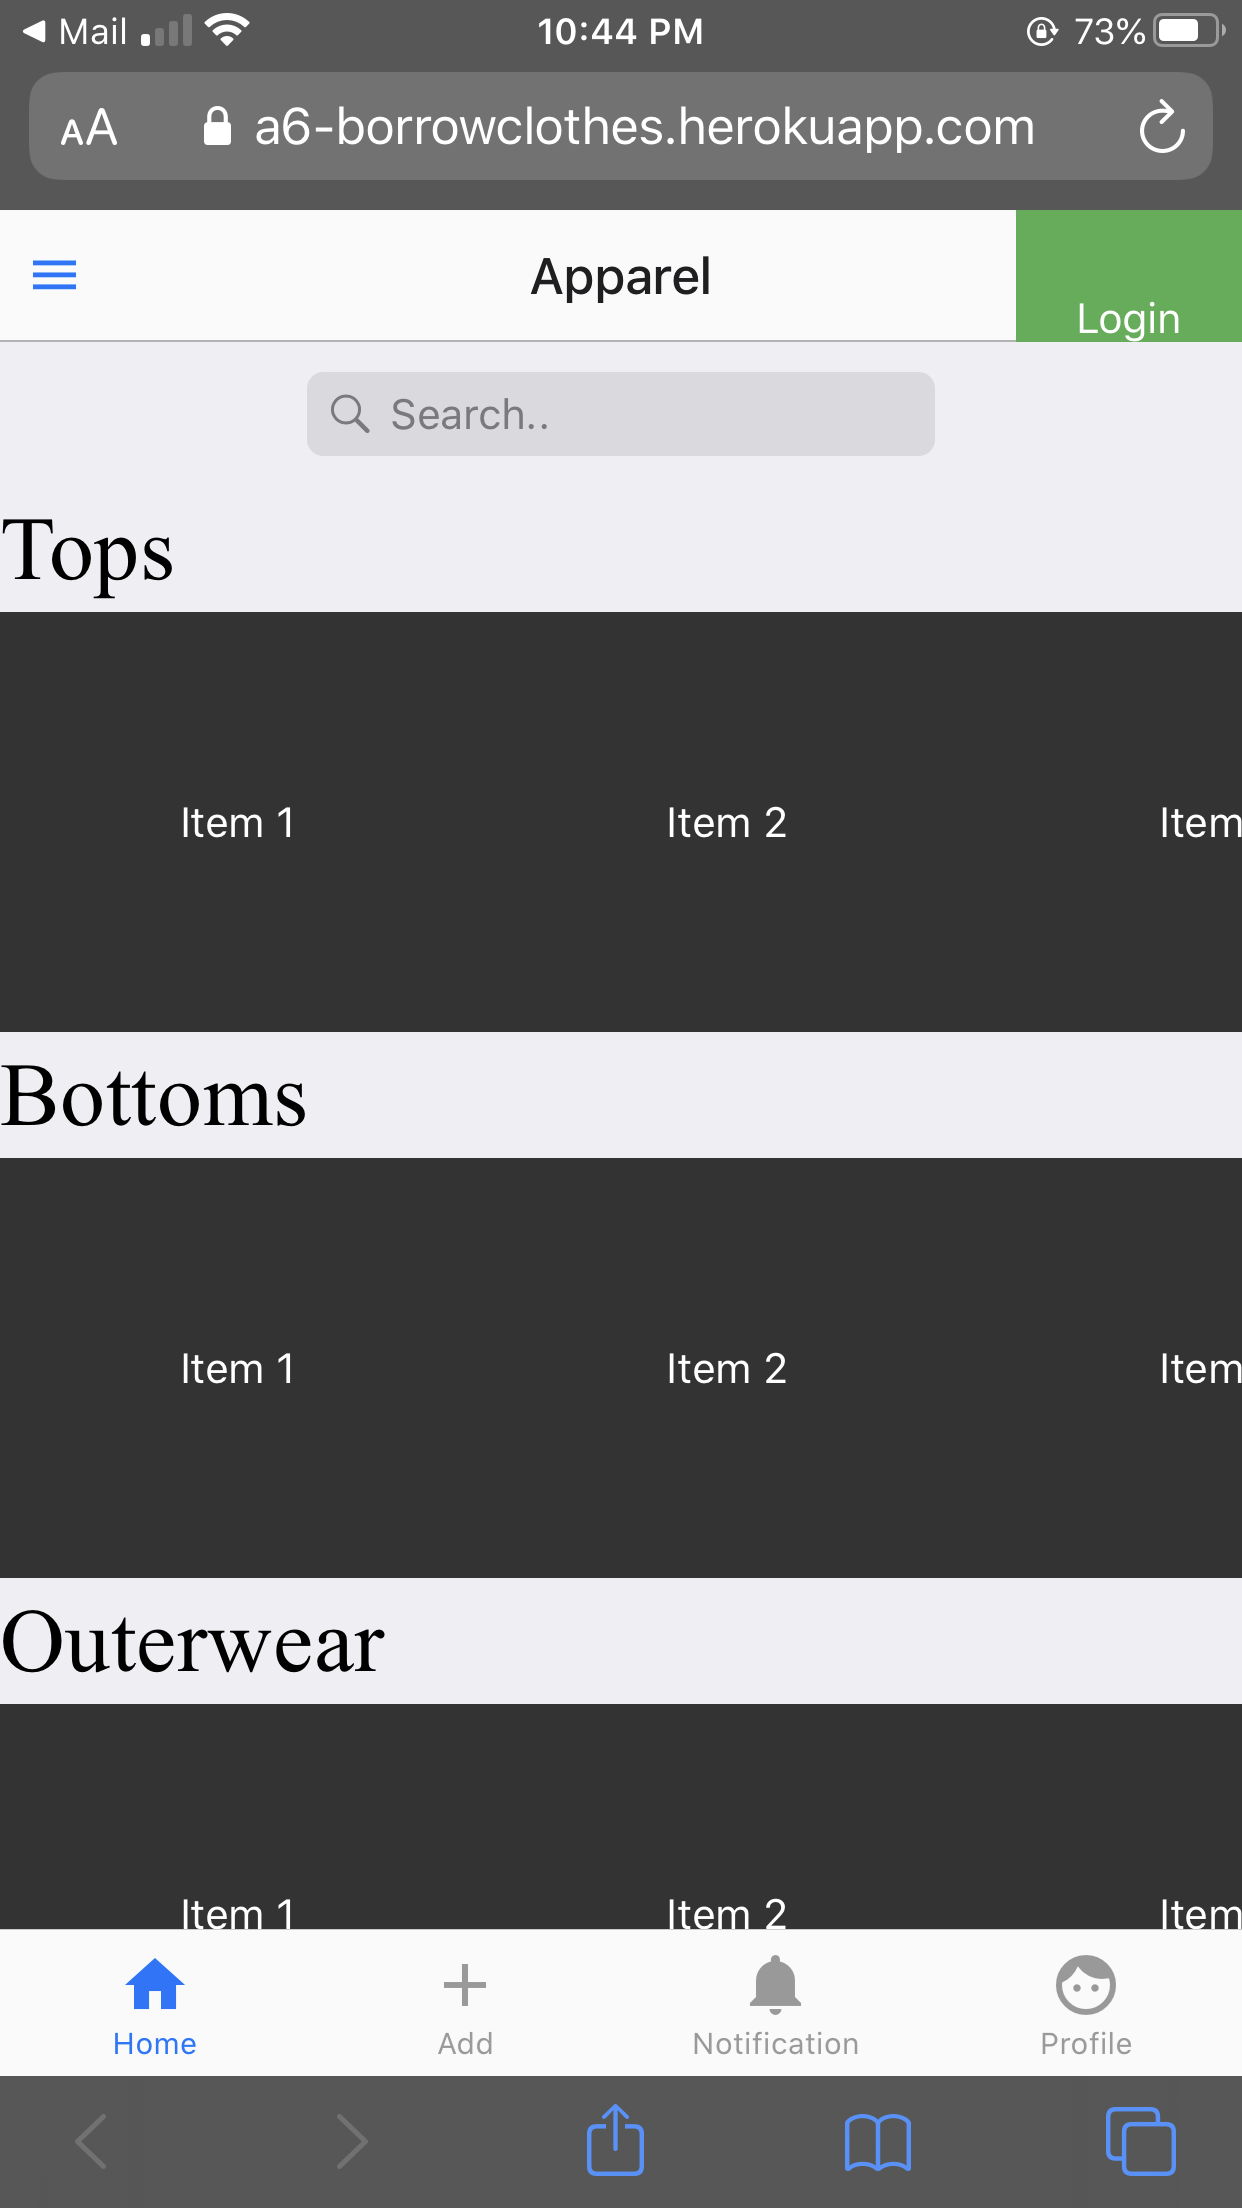 Mail 10:44 PM 73%
AA a6-borrowclothes.herokuapp.com
Apparel
Login
Search..
Tops
Item 1 Item 2 Item
Bottoms
Item 1 Item 2 Item
Outerwear
Item 1 Item 2 Item
Home Add Notification Profile